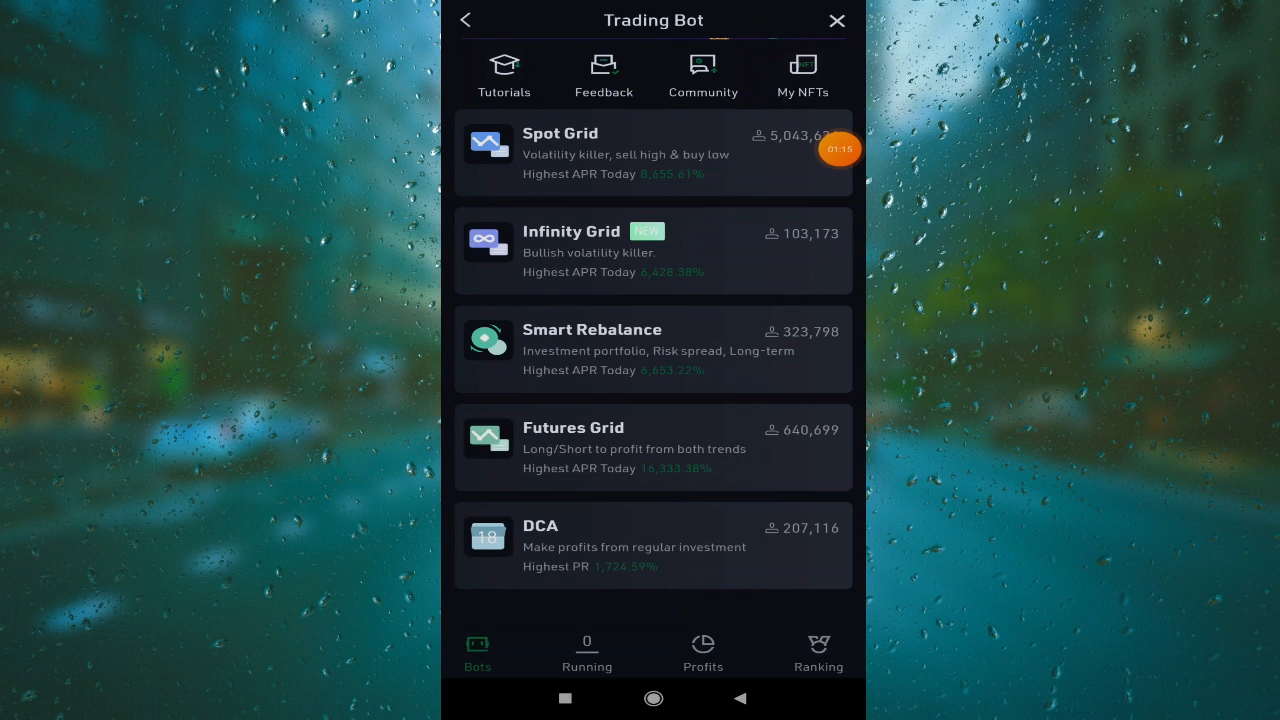 Trading Bot
Tutorials
Feedback
Community
NFT
My NFTs
Spot Grid
01:15
Volatility killer, sell high & buy low
Highest APR Today 8,655.61%
Infinity Grid NEW
103,173
Bullish volatility killer.
Highest APR Today 6,428.38%
Smart Rebalance
323,798
Investment portfolio, Risk spread, Long-term
Highest APR Today 6,653.22%
Futures Grid
640,699
Long/Short to profit from both trends
Highest APR Today 16,333.38%
18
DCA
207,116
Make profits from regular investment
Highest PR 1,724.59%
0
Bots
Running
Profits
Ranking